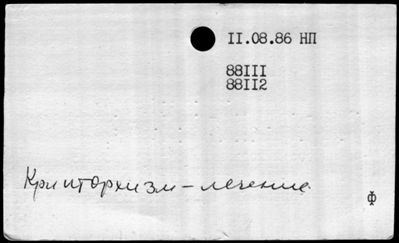 II.08.86 НП
88III
88II2
Крипторхизм – лечение
Ф